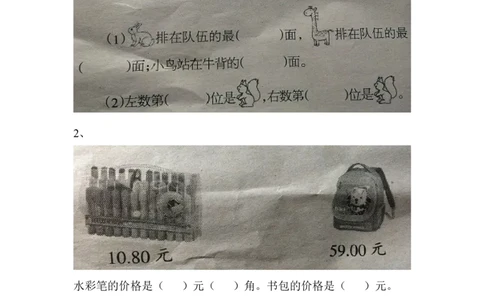 (1) 排在队伍的最(  )面, 排在队伍的最
(  )面;小鸟站在牛背的(  )面。
(2)左数第(  )位是 ,右数第(  )位是 。
2、
10.80 元 59.00 元
水彩笔的价格是（  ）元（  ）角。书包的价格是（  ）元。